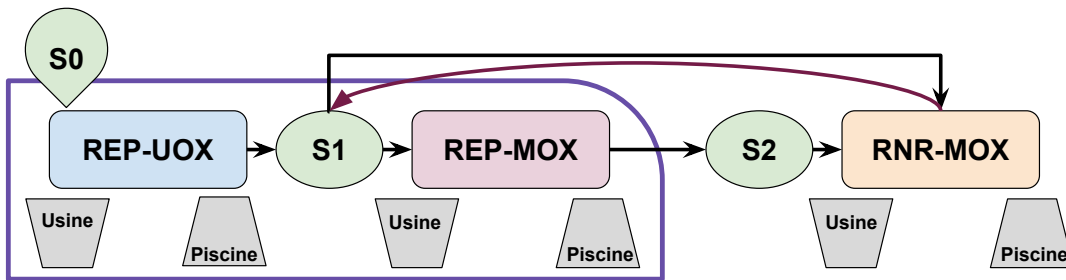 S0
REP-UOX
S1
REP-MOX
S2
RNR-MOX
Usine
Piscine
Usine
Piscine
Usine
Piscine